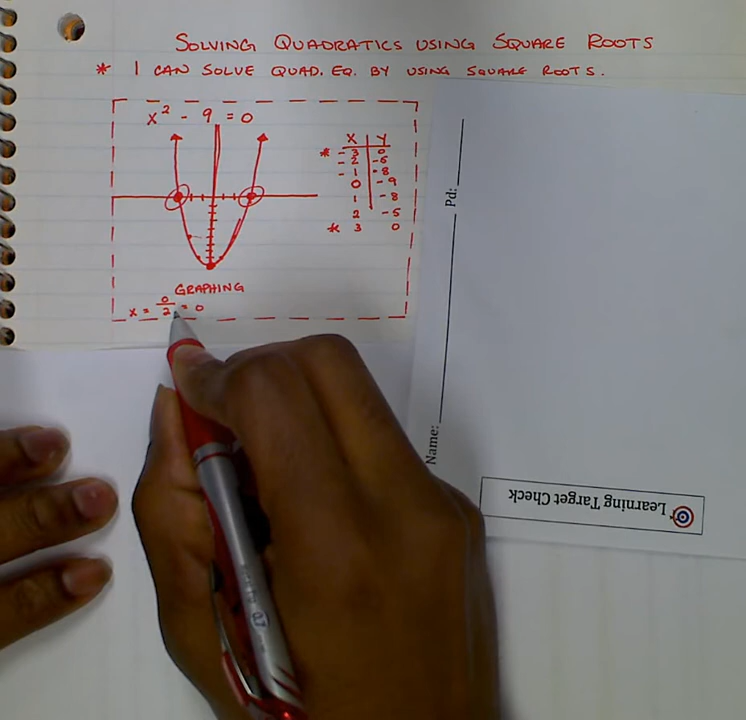 SOLVING QUADRATICS USING SQUARE ROOTS
* I CAN SOLVE QUAD. EQ. BY USING SQUARE ROOTS.
x² - 9 = 0
X | Y
* -3 | 0
-2 | -5
-1 | -8
0 | -9
1 | -8
2 | -5
* 3 0
GRAPHING
x = 0/2 = 0
Name: Pd:
Learning Target Check
0.7